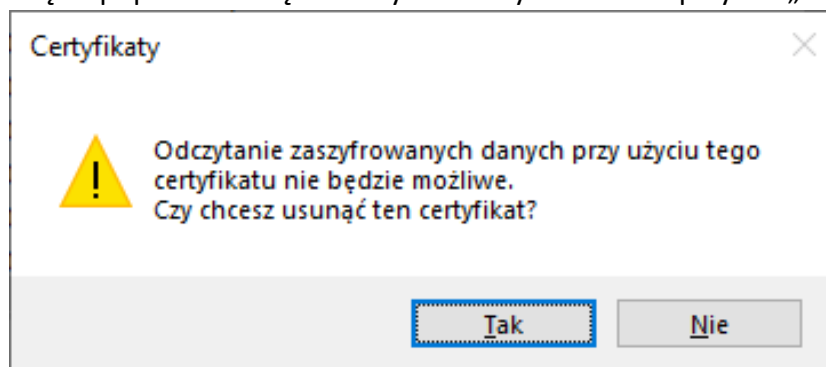 Certyfikaty
Odczytanie zaszyfrowanych danych przy użyciu tego
certyfikatu nie będzie możliwe.
Czy chcesz usunąć ten certyfikat?
Tak
Nie